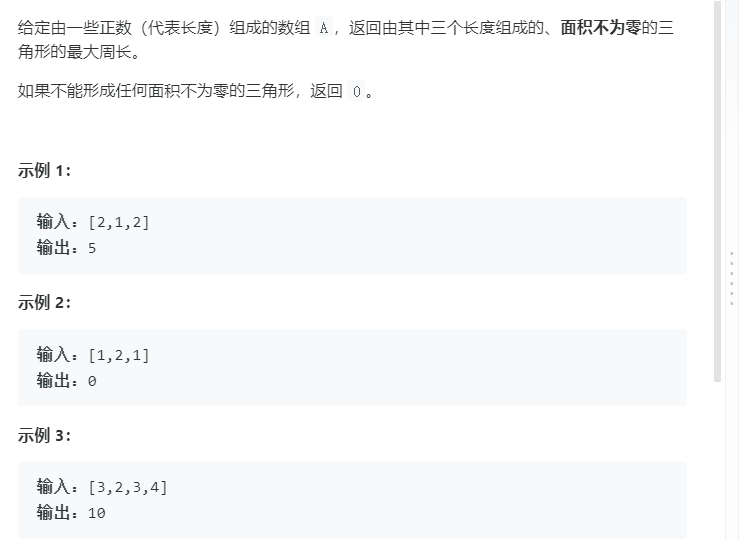 给定由一些正数（代表长度）组成的数组 A，返回由其中三个长度组成的、面积不为零的三
角形的最大周长。
如果不能形成任何面积不为零的三角形，返回 0。
示例 1：
输入：[2,1,2]
输出：5
示例 2：
输入：[1,2,1]
输出：0
示例 3：
输入：[3,2,3,4]
输出：10